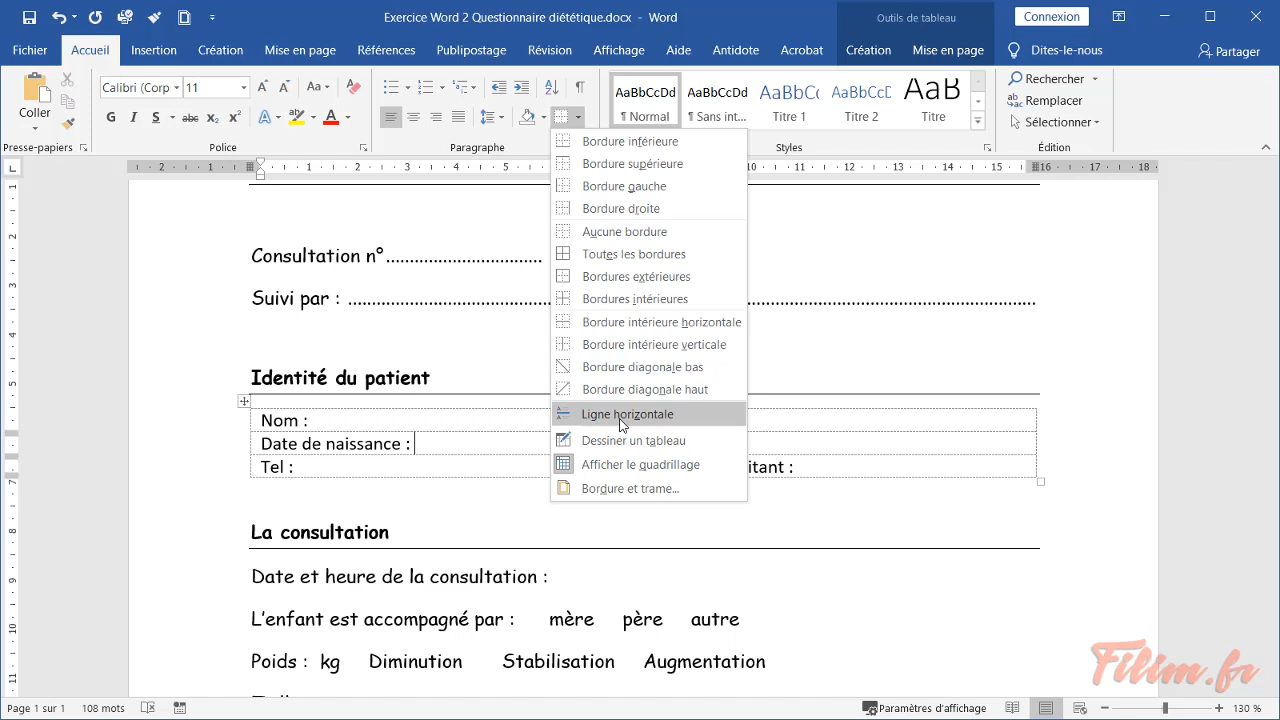 Exercice Word 2 Questionnaire diététique.docx - Word
Outils de tableau
Connexion
Fichier Accueil Insertion Création Mise en page Références Publipostage Révision Affichage Aide Antidote Acrobat Création Mise en page Dites-le-nous Partager
Coller
Presse-papiers
Calibri (Corp 11
G I S abc x₂ x²
Police
Paragraphe
AaBbCcDd AaBbCcDd AaBbC( AaBbCcC AaB
¶ Normal ¶ Sans int... Titre 1 Titre 2 Titre
Styles
Rechercher
Remplacer
Sélectionner
Bordure inférieure
Bordure supérieure
Bordure gauche
Bordure droite
Aucune bordure
Toutes les bordures
Bordures extérieures
Bordures intérieures
Bordure intérieure horizontale
Bordure intérieure verticale
Bordure diagonale bas
Bordure diagonale haut
Ligne horizontale
Dessiner un tableau
Afficher le quadrillage
Bordure et trame...
Consultation n°.................................
Suivi par : ................................................................
Identité du patient
Nom :
Date de naissance :
Tel : itant :
La consultation
Date et heure de la consultation :
L'enfant est accompagné par : mère père autre
Poids : kg Diminution Stabilisation Augmentation
Filim.fr
Page 1 sur 1 108 mots Paramètres d'affichage 130 %